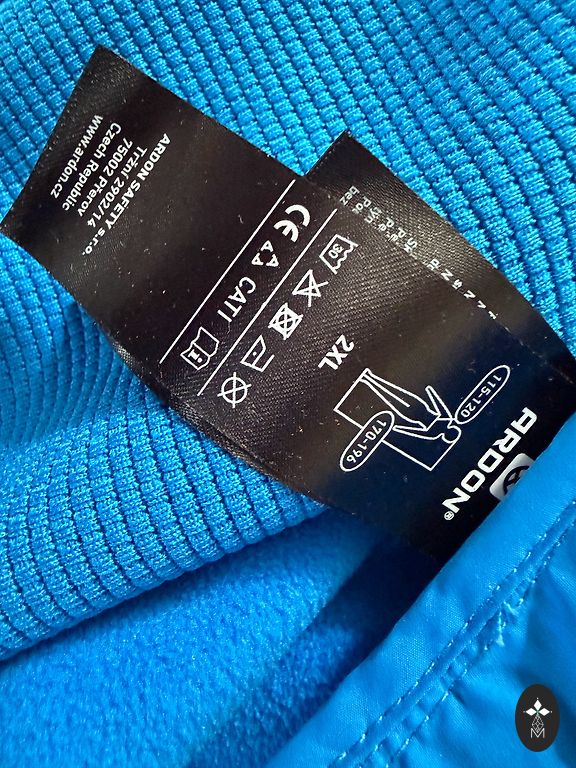 ARDON®
115-120
170-196
2XL
30
CE
CAT I
i
ARDON SAFETY s.r.o.
Tržní 2902/14
75002 Přerov
Czech Republic
www.ardon.cz